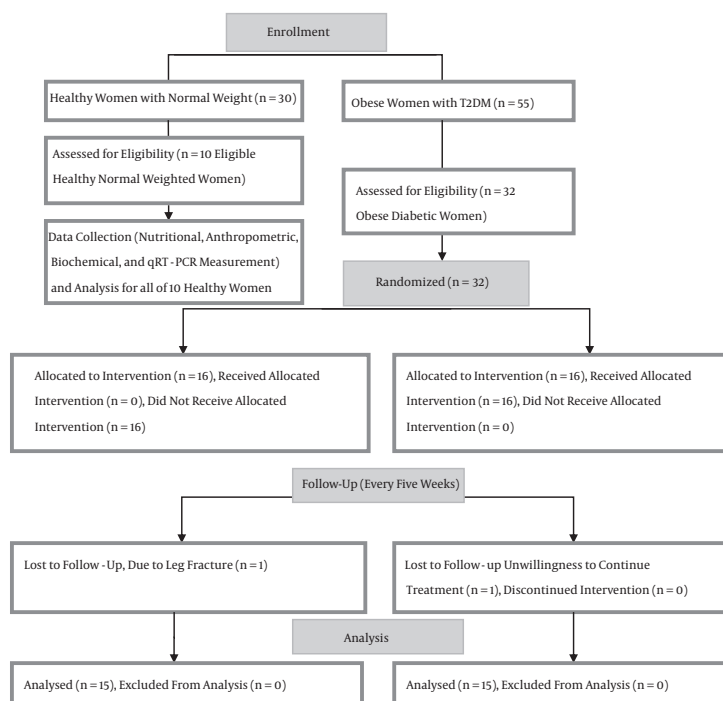 Enrollment
Healthy Women with Normal Weight (n = 30)
Obese Women with T2DM (n = 55)
Assessed for Eligibility (n = 10 Eligible
Healthy Normal Weighted Women)
Assessed for Eligibility (n = 32
Obese Diabetic Women)
Data Collection (Nutritional, Anthropometric,
Biochemical, and qRT - PCR Measurement)
and Analysis for all of 10 Healthy Women
Randomized (n = 32)
Allocated to Intervention (n = 16), Received Allocated
Intervention (n = 0), Did Not Receive Allocated
Intervention (n = 16)
Allocated to Intervention (n = 16), Received Allocated
Intervention (n = 16), Did Not Receive Allocated
Intervention (n = 0)
Follow-Up (Every Five Weeks)
Lost to Follow -Up, Due to Leg Fracture (n = 1)
Lost to Follow-up Unwillingness to Continue
Treatment (n = 1), Discontinued Intervention (n = 0)
Analysis
Analysed (n = 15), Excluded From Analysis (n = 0)
Analysed (n = 15), Excluded From Analysis (n = 0)